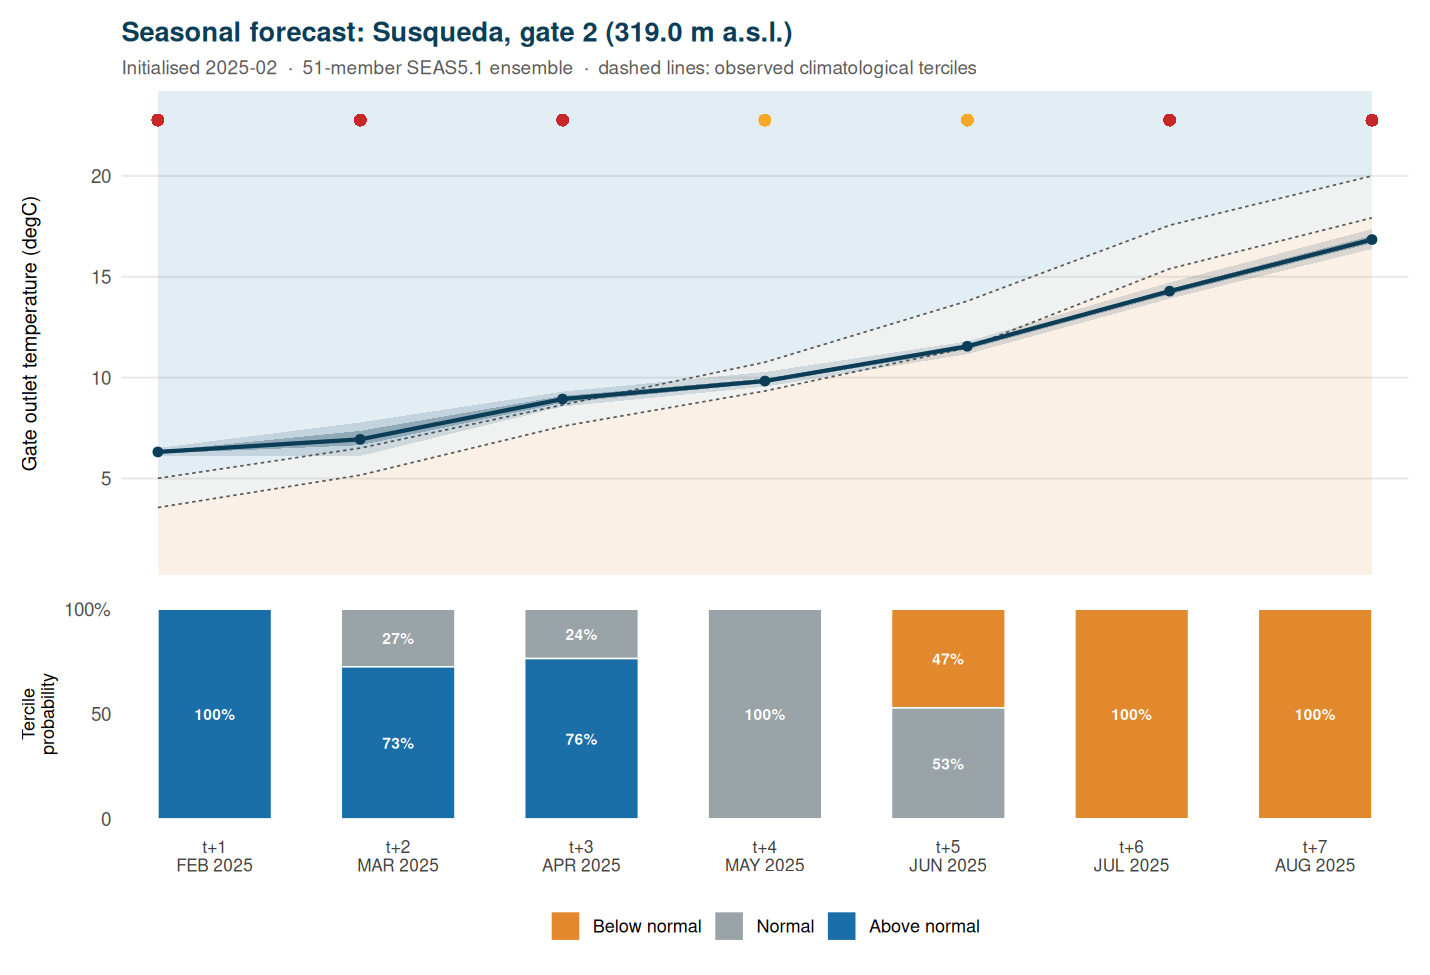 Seasonal forecast: Susqueda, gate 2 (319.0 m a.s.l.)
Initialised 2025-02 · 51-member SEAS5.1 ensemble · dashed lines: observed climatological terciles
Gate outlet temperature (degC)
20
15
10
5
Tercile
probability
100%
50
0
100%
27%
73%
24%
76%
100%
47%
53%
100%
100%
t+1
FEB 2025
t+2
MAR 2025
t+3
APR 2025
t+4
MAY 2025
t+5
JUN 2025
t+6
JUL 2025
t+7
AUG 2025
Below normal
Normal
Above normal